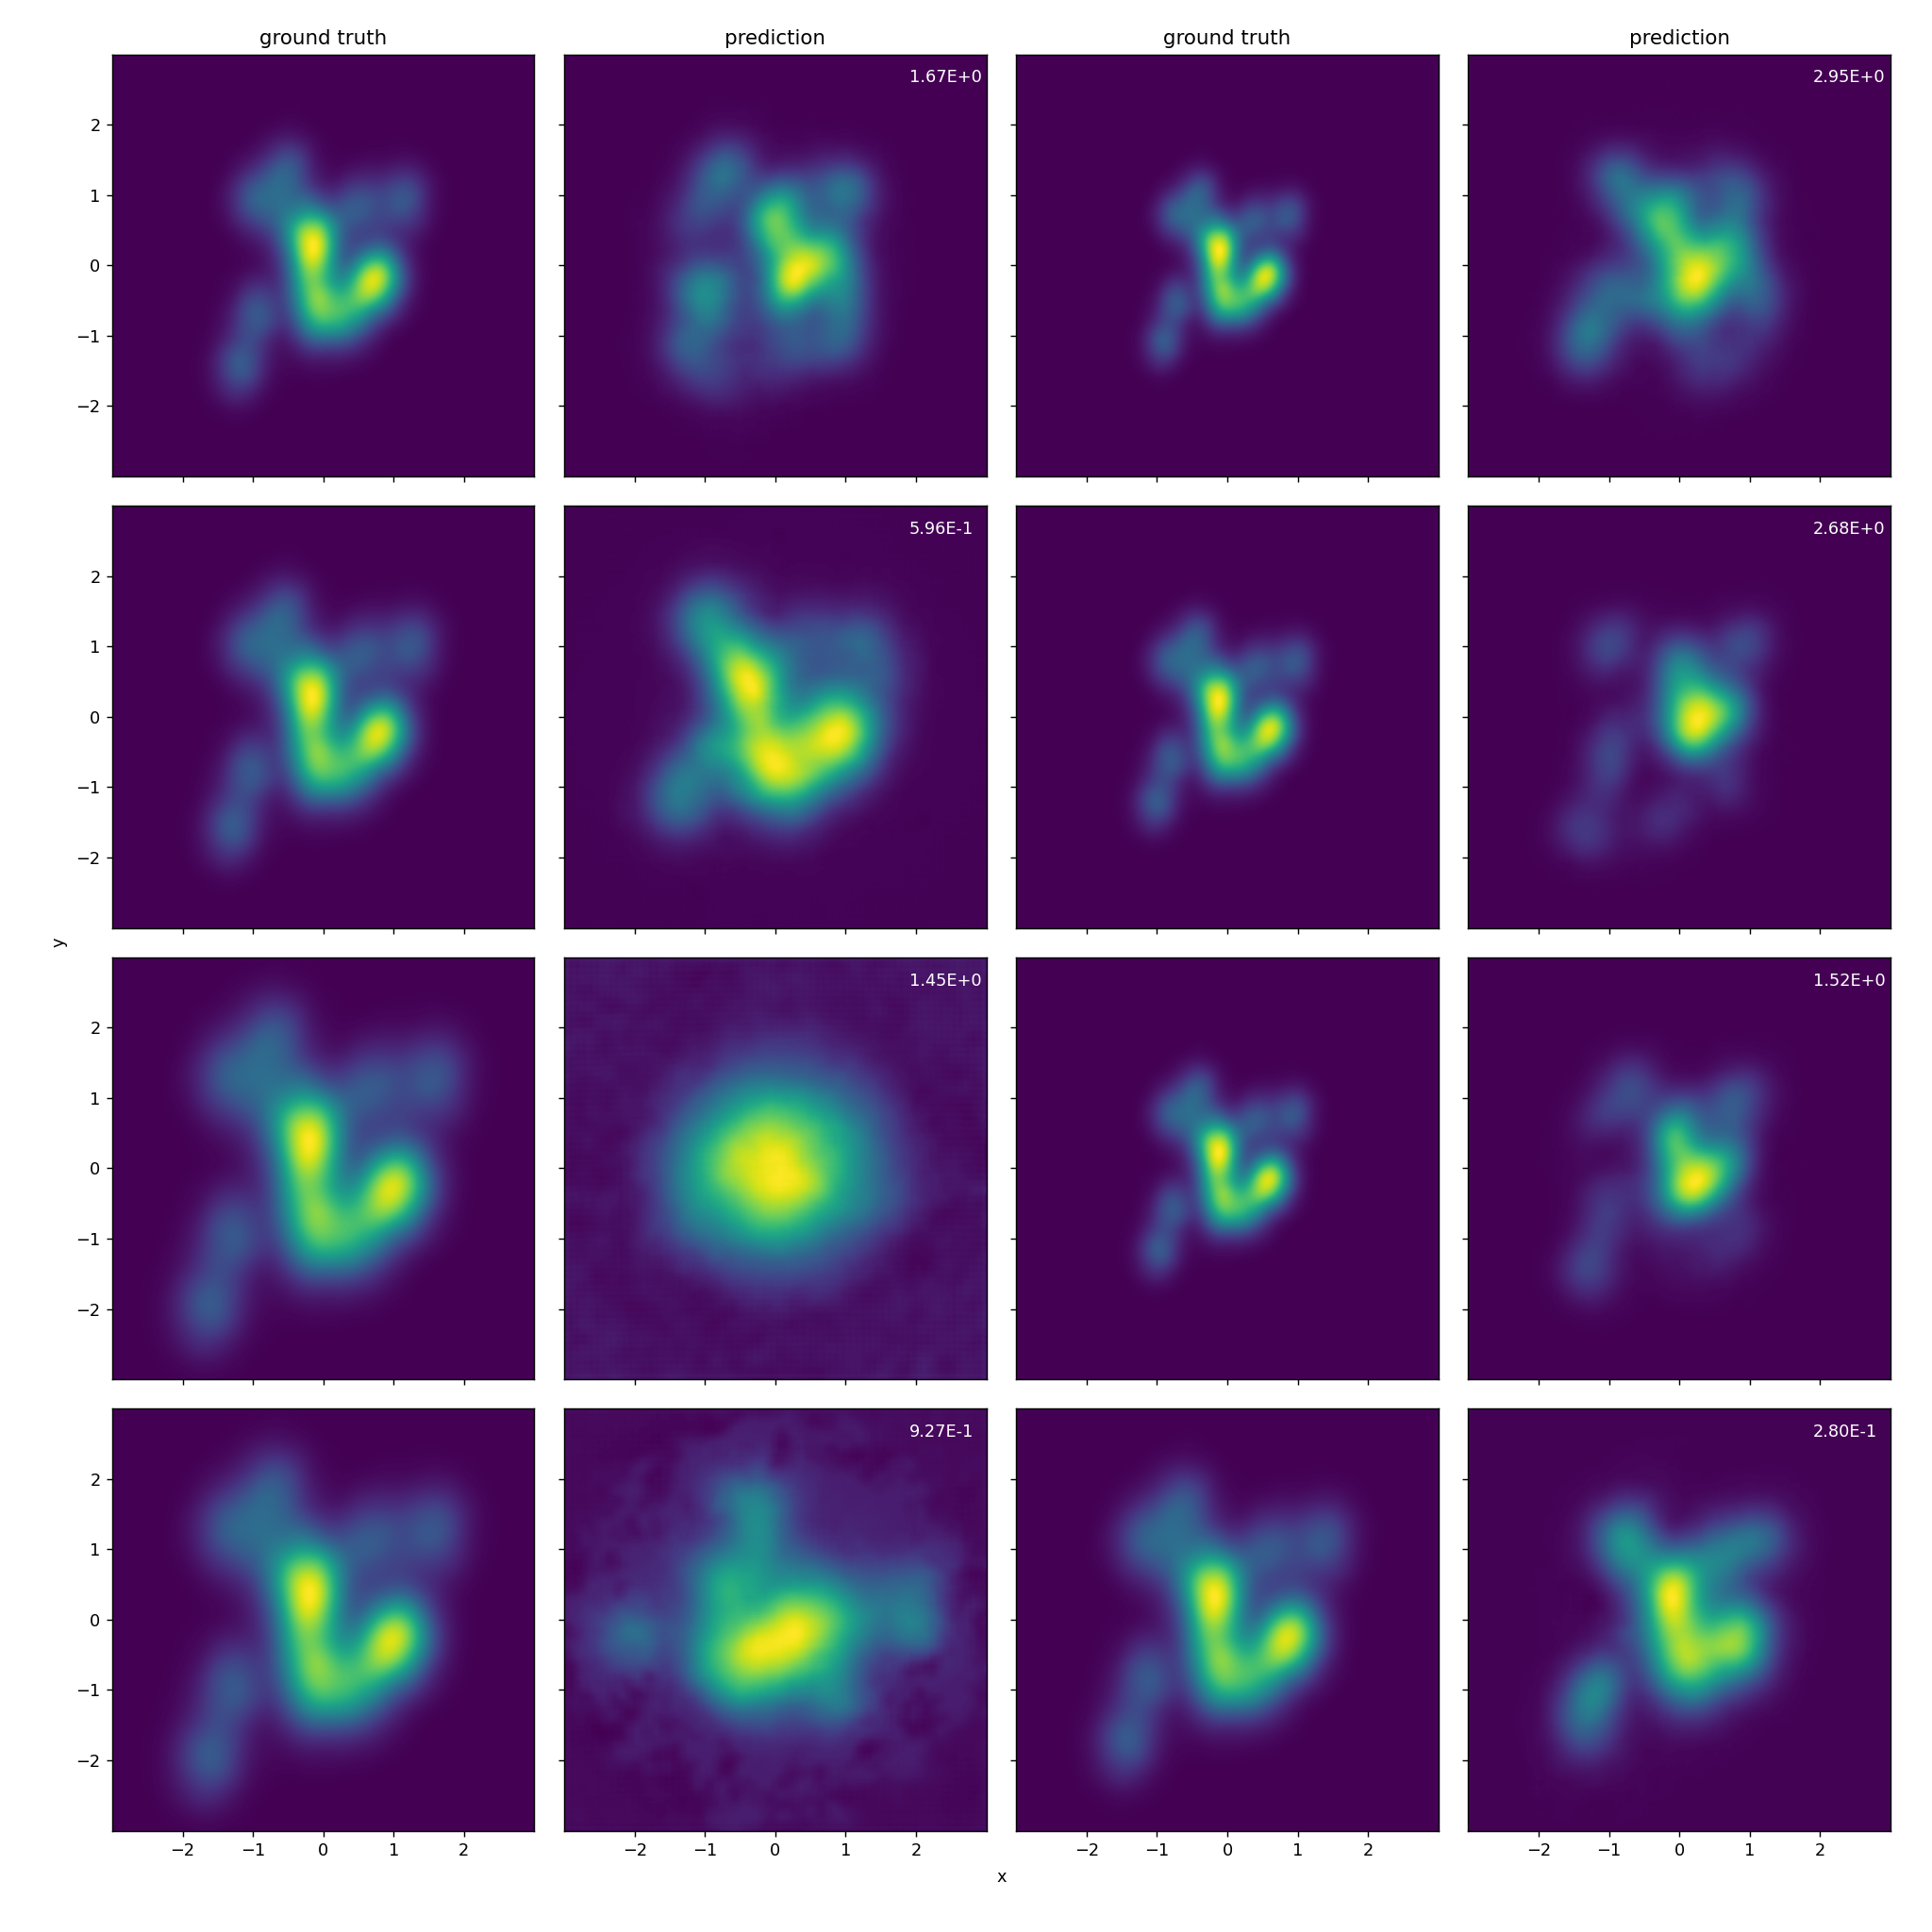 ground truth prediction ground truth prediction
1.67E+0 2.95E+0
2
1
0
−1
−2
5.96E-1 2.68E+0
2
1
0
−1
−2
y
1.45E+0 1.52E+0
2
1
0
−1
−2
9.27E-1 2.80E-1
2
1
0
−1
−2
−2 −1 0 1 2 −2 −1 0 1 2 −2 −1 0 1 2 −2 −1 0 1 2
x